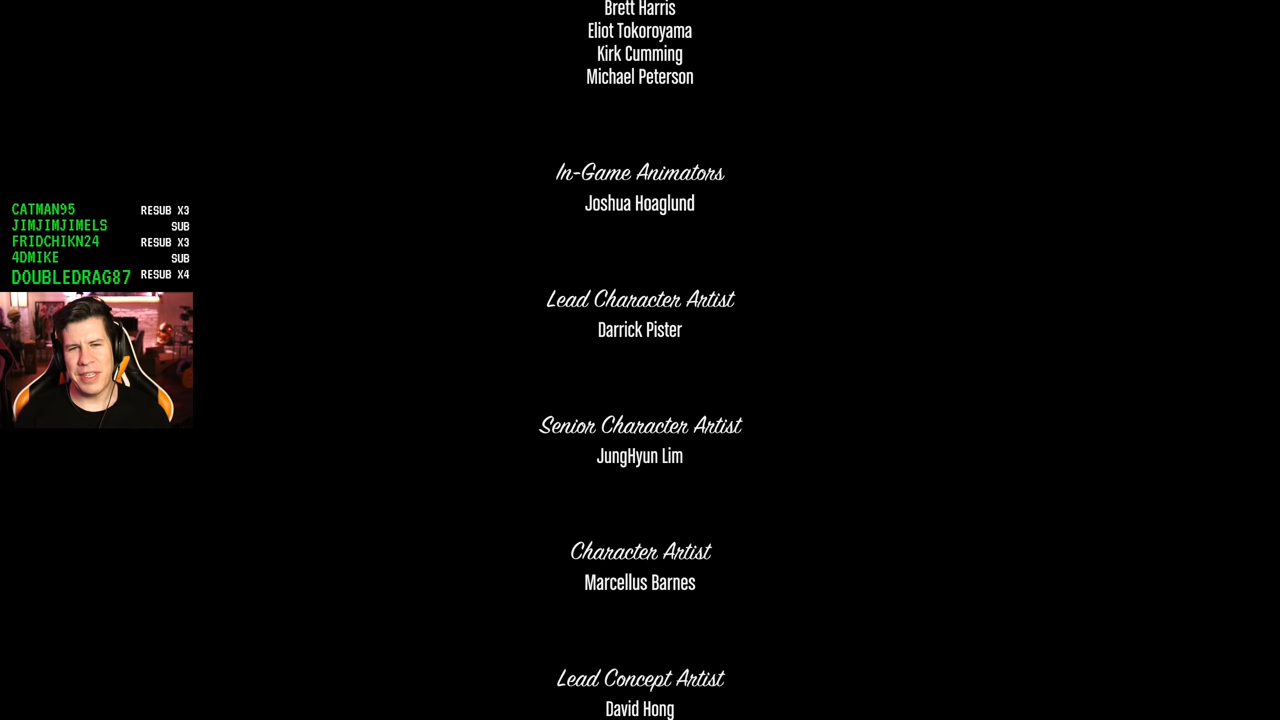 Brett Harris
Eliot Tokoroyama
Kirk Cumming
Michael Peterson
In-Game Animators
Joshua Hoaglund
Lead Character Artist
Darrick Pister
Senior Character Artist
JungHyun Lim
Character Artist
Marcellus Barnes
Lead Concept Artist
David Hong
CATMAN95 RESUB X3
JIMJIMJIMELS SUB
FRIDCHIKN24 RESUB X3
4DMIKE SUB
DOUBLEDRAG87 RESUB X4